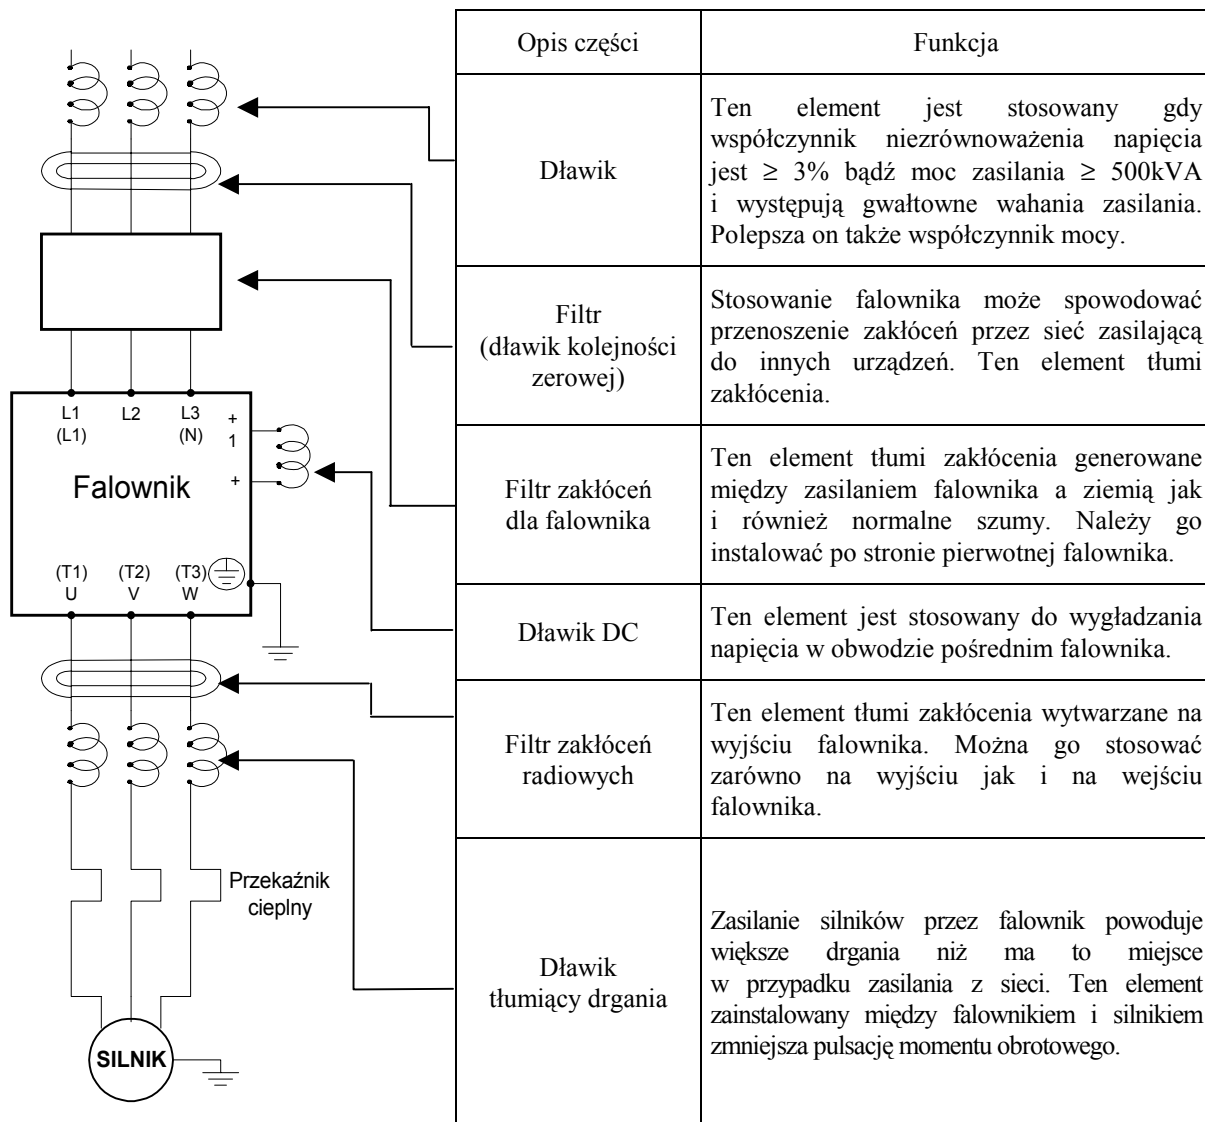 Opis części
Funkcja
Dławik
Ten element jest stosowany gdy
współczynnik niezrównoważenia napięcia
jest ≥ 3% bądź moc zasilania ≥ 500kVA
i występują gwałtowne wahania zasilania.
Polepsza on także współczynnik mocy.
Filtr
(dławik kolejności
zerowej)
Stosowanie falownika może spowodować
przenoszenie zakłóceń przez sieć zasilającą
do innych urządzeń. Ten element tłumi
zakłócenia.
Filtr zakłóceń
dla falownika
Ten element tłumi zakłócenia generowane
między zasilaniem falownika a ziemią jak
i również normalne szumy. Należy go
instalować po stronie pierwotnej falownika.
Dławik DC
Ten element jest stosowany do wygładzania
napięcia w obwodzie pośrednim falownika.
Filtr zakłóceń
radiowych
Ten element tłumi zakłócenia wytwarzane na
wyjściu falownika. Można go stosować
zarówno na wyjściu jak i na wejściu
falownika.
Dławik
tłumiący drgania
Zasilanie silników przez falownik powoduje
większe drgania niż ma to miejsce
w przypadku zasilania z sieci. Ten element
zainstalowany między falownikiem i silnikiem
zmniejsza pulsację momentu obrotowego.
L1 L2 L3 +
(L1) (N) 1
Falownik +
(T1) (T2) (T3)
U V W
Przekaźnik
cieplny
SILNIK